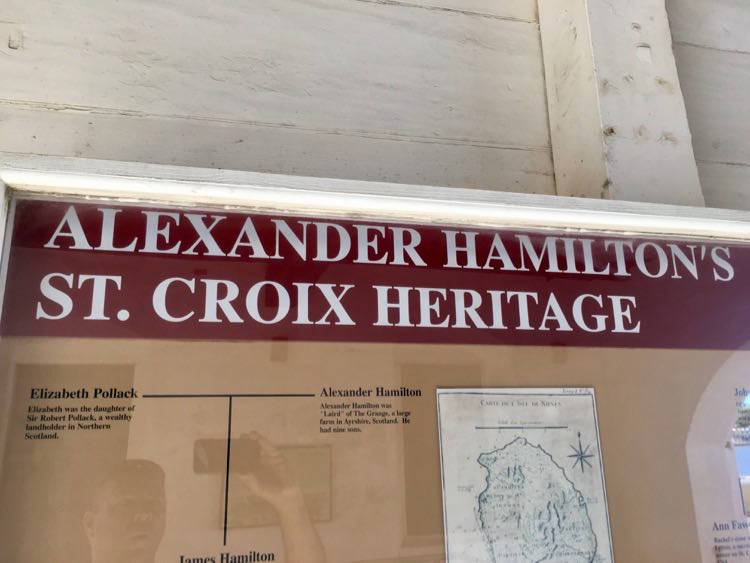 ALEXANDER HAMILTON'S
ST. CROIX HERITAGE
Elizabeth Pollack
Elizabeth was the daughter of
Sir Robert Pollack, a wealthy
landholder in Northern
Scotland.
Alexander Hamilton
Alexander Hamilton was
"Laird" of The Grange, a large
farm in Ayrshire, Scotland. He
had nine sons.
James Hamilton
CARTE DE L'ISLE DE NIEVES
Ann